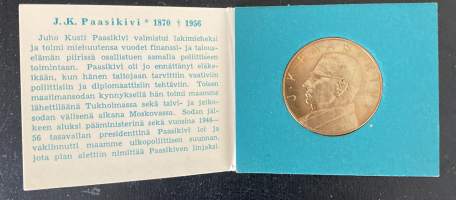 J.K. Paasikivi * 1870 † 1956
Juho Kusti Paasikivi valmistui lakimieheksi
ja toimi miehuutensa vuodet finanssi- ja talous-
elämän piirissä osallistuen samalla poliittiseen
toimintaan. Paasikivi oli jo ennättänyt eläke-
ikään, kun hänen taitojaan tarvittiin vaativiin
poliittisiin ja diplomaattisiin tehtäviin. Toisen
maailmansodan kynnyksellä hän toimi maamme
lähettiläänä Tukholmassa sekä talvi- ja jatko-
sodan välisenä aikana Moskovassa. Sodan jäl-
keen aluksi pääministerinä sekä vuosina 1946—
56 tasavallan presidenttinä Paasikivi loi ja
vakiinnutti maamme ulkopoliittisen suunnan,
jota pian alettiin nimittää Paasikiven linjaksi.
J. K. PAASI